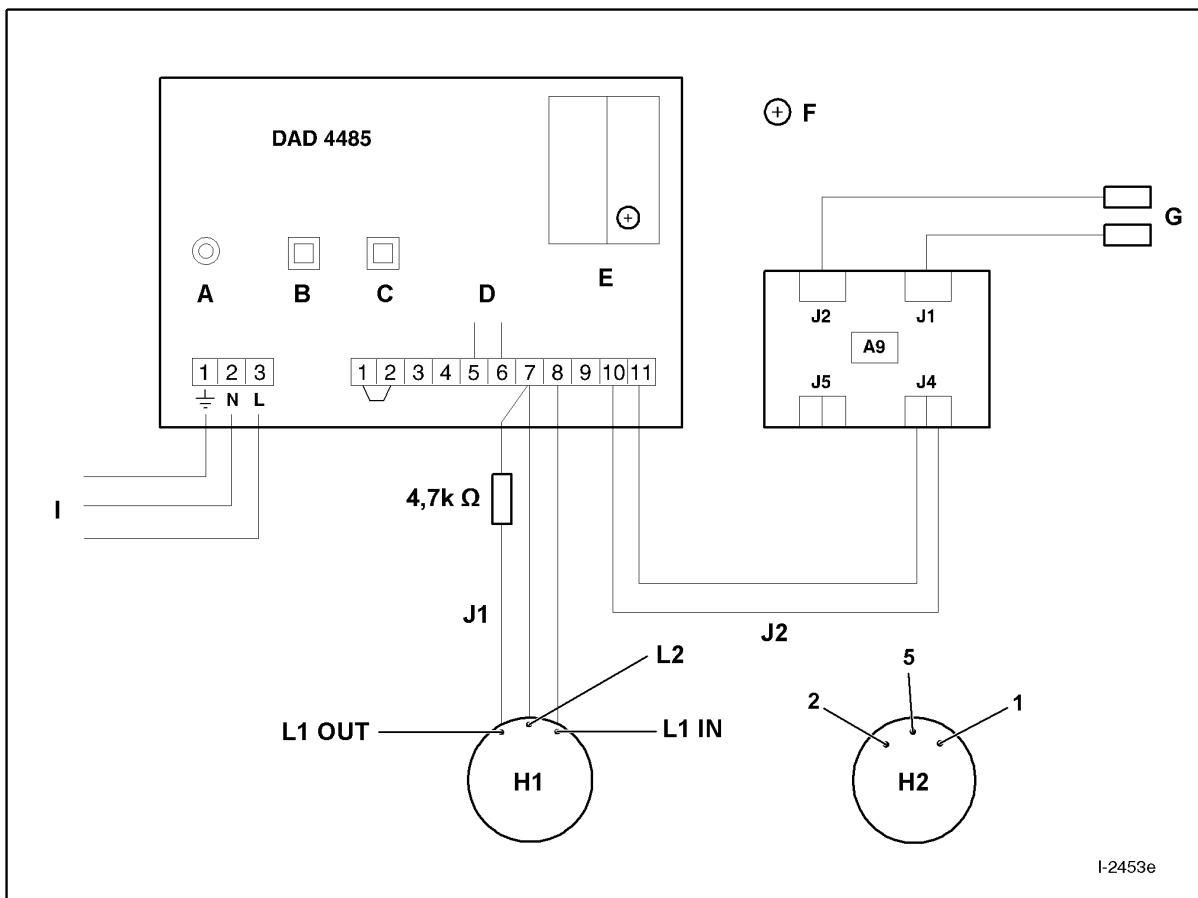 DAD 4485
F
G
A
B
C
D
E
J2
J1
A9
1 2 3
1 2 3 4 5 6 7 8 9 10 11
J5
J4
N L
4,7k Ω
I
J1
J2
L2
5
2
1
L1 OUT
L1 IN
H1
H2
I-2453e